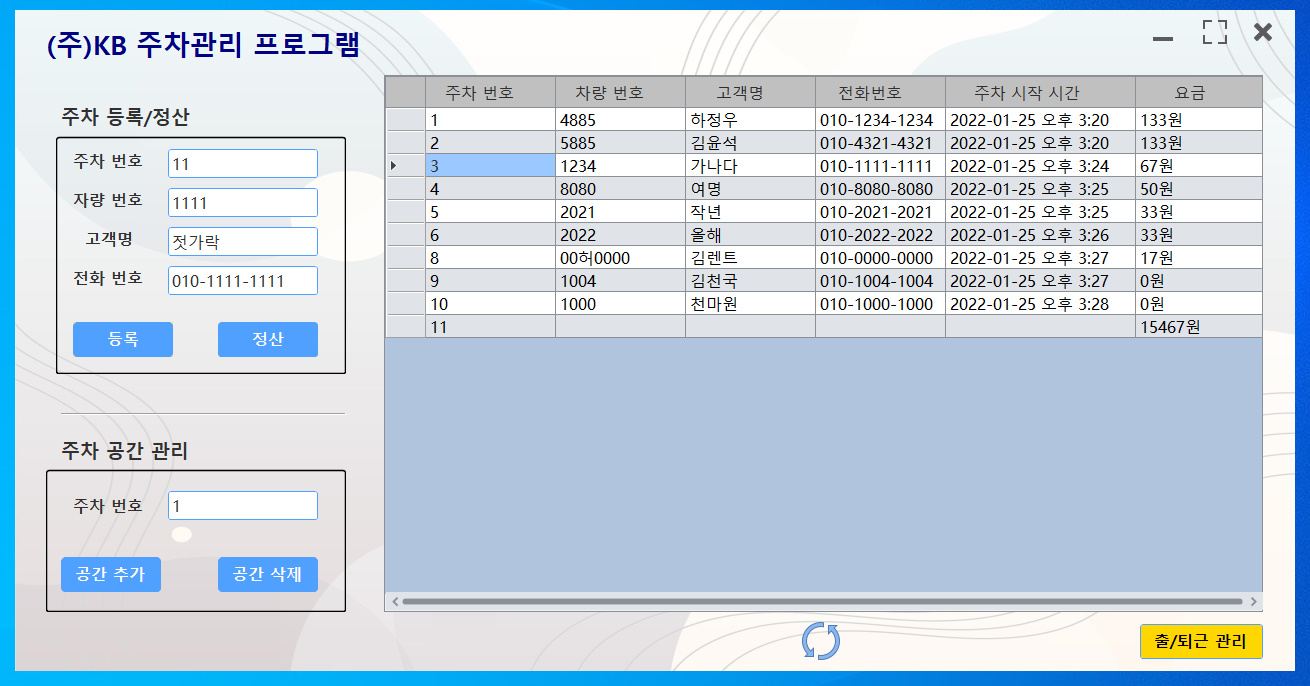 (주)KB 주차관리 프로그램
주차 등록/정산
주차 번호 11
자량 번호 1111
고객명 젓가락
전화 번호 010-1111-1111
등록 정산
주차 공간 관리
주차 번호 1
공간 추가 공간 삭제
주차 번호 차량 번호 고객명 전화번호 주차 시작 시간 요금
1 4885 하정우 010-1234-1234 2022-01-25 오후 3:20 133원
2 5885 김윤석 010-4321-4321 2022-01-25 오후 3:20 133원
3 1234 가나다 010-1111-1111 2022-01-25 오후 3:24 67원
4 8080 여명 010-8080-8080 2022-01-25 오후 3:25 50원
5 2021 작년 010-2021-2021 2022-01-25 오후 3:25 33원
6 2022 올해 010-2022-2022 2022-01-25 오후 3:26 33원
8 00허0000 김렌트 010-0000-0000 2022-01-25 오후 3:27 17원
9 1004 김천국 010-1004-1004 2022-01-25 오후 3:27 0원
10 1000 천마원 010-1000-1000 2022-01-25 오후 3:28 0원
11 15467원
출/퇴근 관리